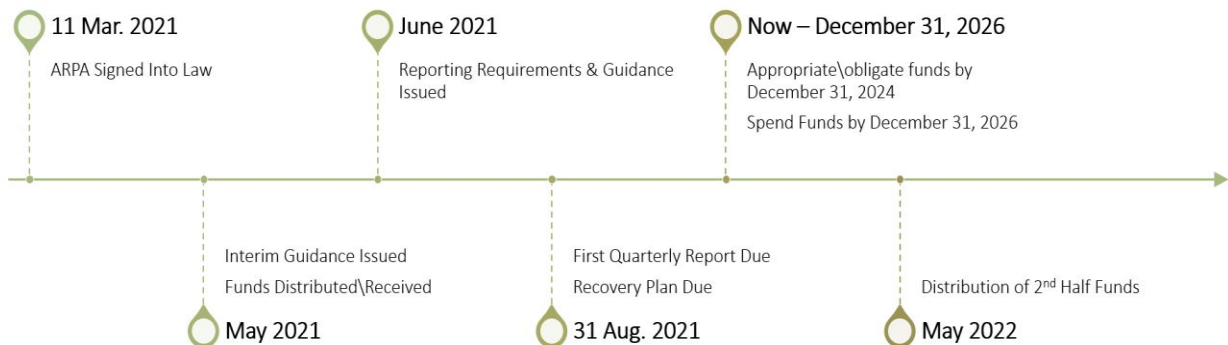 11 Mar. 2021
ARPA Signed Into Law
June 2021
Reporting Requirements & Guidance
Issued
Now – December 31, 2026
Appropriate\obligate funds by
December 31, 2024
Spend Funds by December 31, 2026
Interim Guidance Issued
Funds Distributed\Received
May 2021
First Quarterly Report Due
Recovery Plan Due
31 Aug. 2021
Distribution of 2nd Half Funds
May 2022